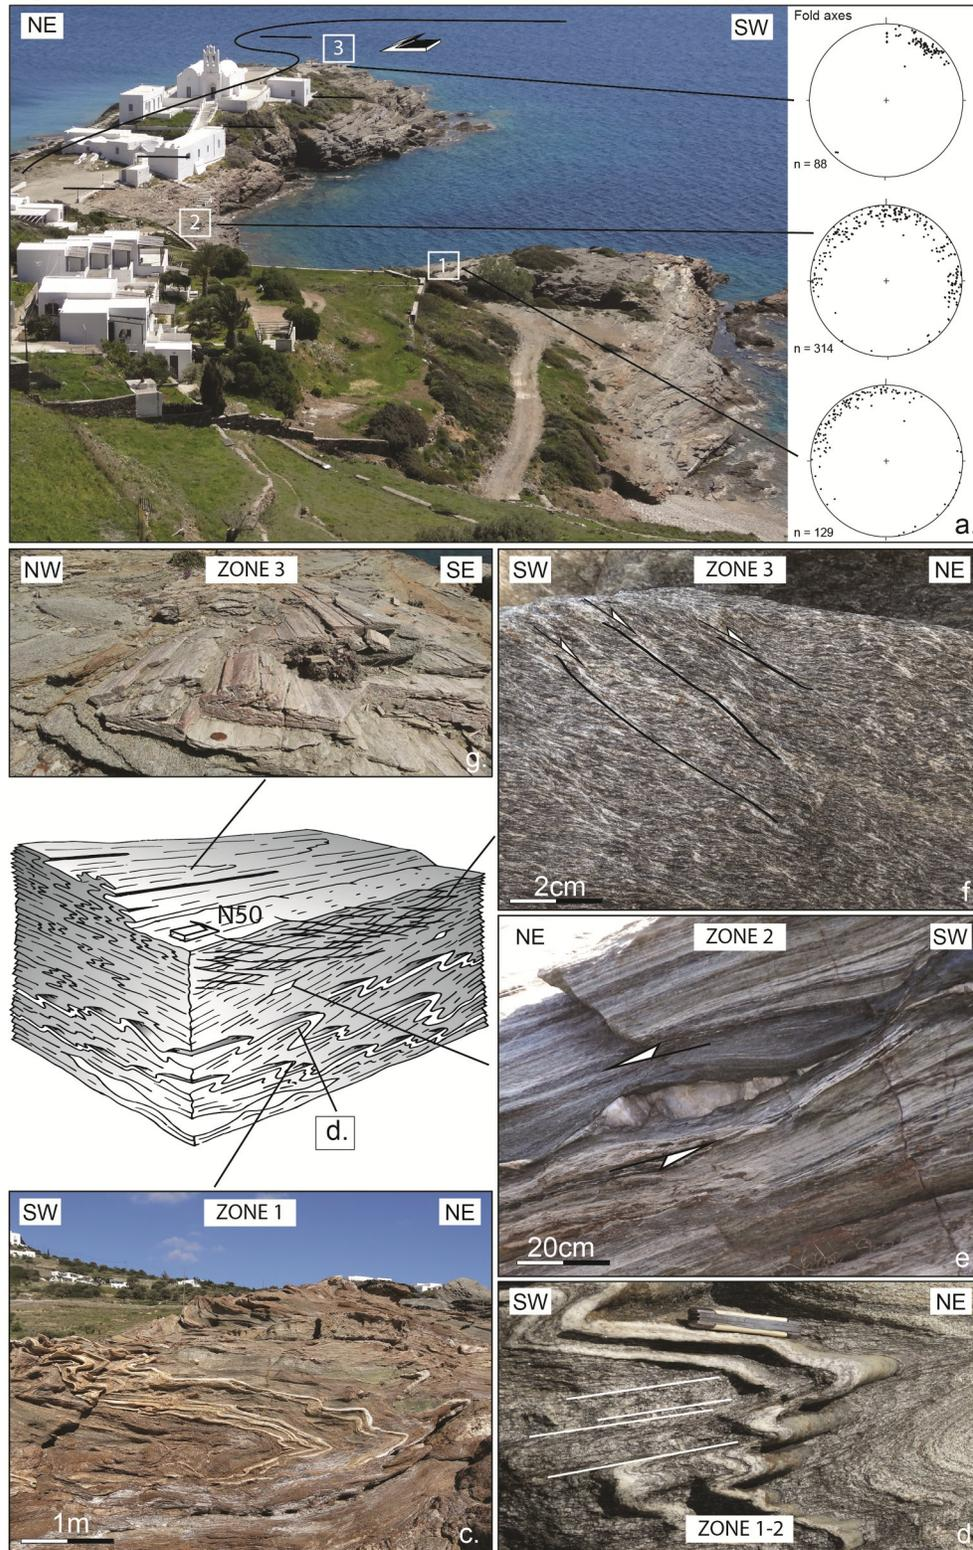 NE
SW
Fold axes
3
n = 88
2
1
n = 314
n = 129
a.
NW
ZONE 3
SE
g.
SW
ZONE 3
NE
2cm
f.
N50
d.
NE
ZONE 2
SW
20cm
e.
SW
ZONE 1
NE
1m
c.
SW
NE
ZONE 1-2
d.